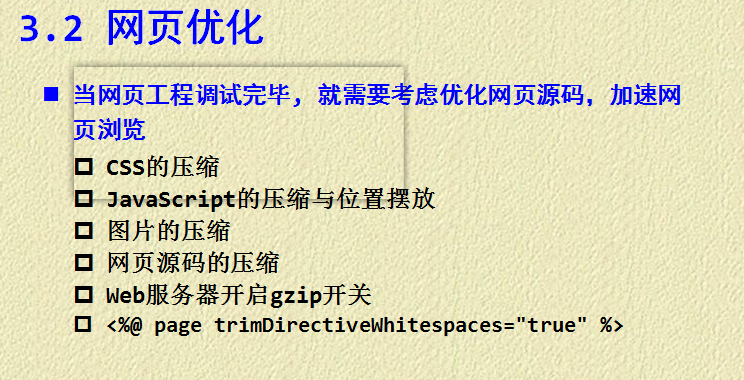 3.2 网页优化
当网页工程调试完毕，就需要考虑优化网页源码，加速网
页浏览
CSS的压缩
JavaScript的压缩与位置摆放
图片的压缩
网页源码的压缩
Web服务器开启gzip开关
<%@ page trimDirectiveWhitespaces="true" %>